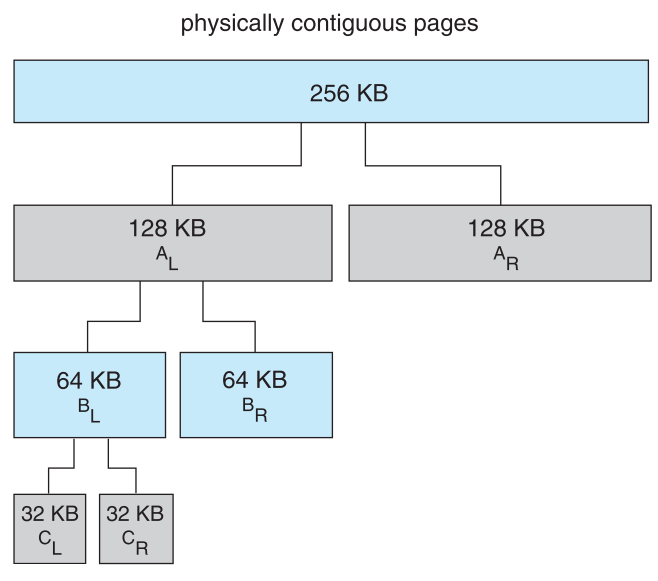 physically contiguous pages
256 KB
128 KB
A_L
128 KB
A_R
64 KB
B_L
64 KB
B_R
32 KB
C_L
32 KB
C_R